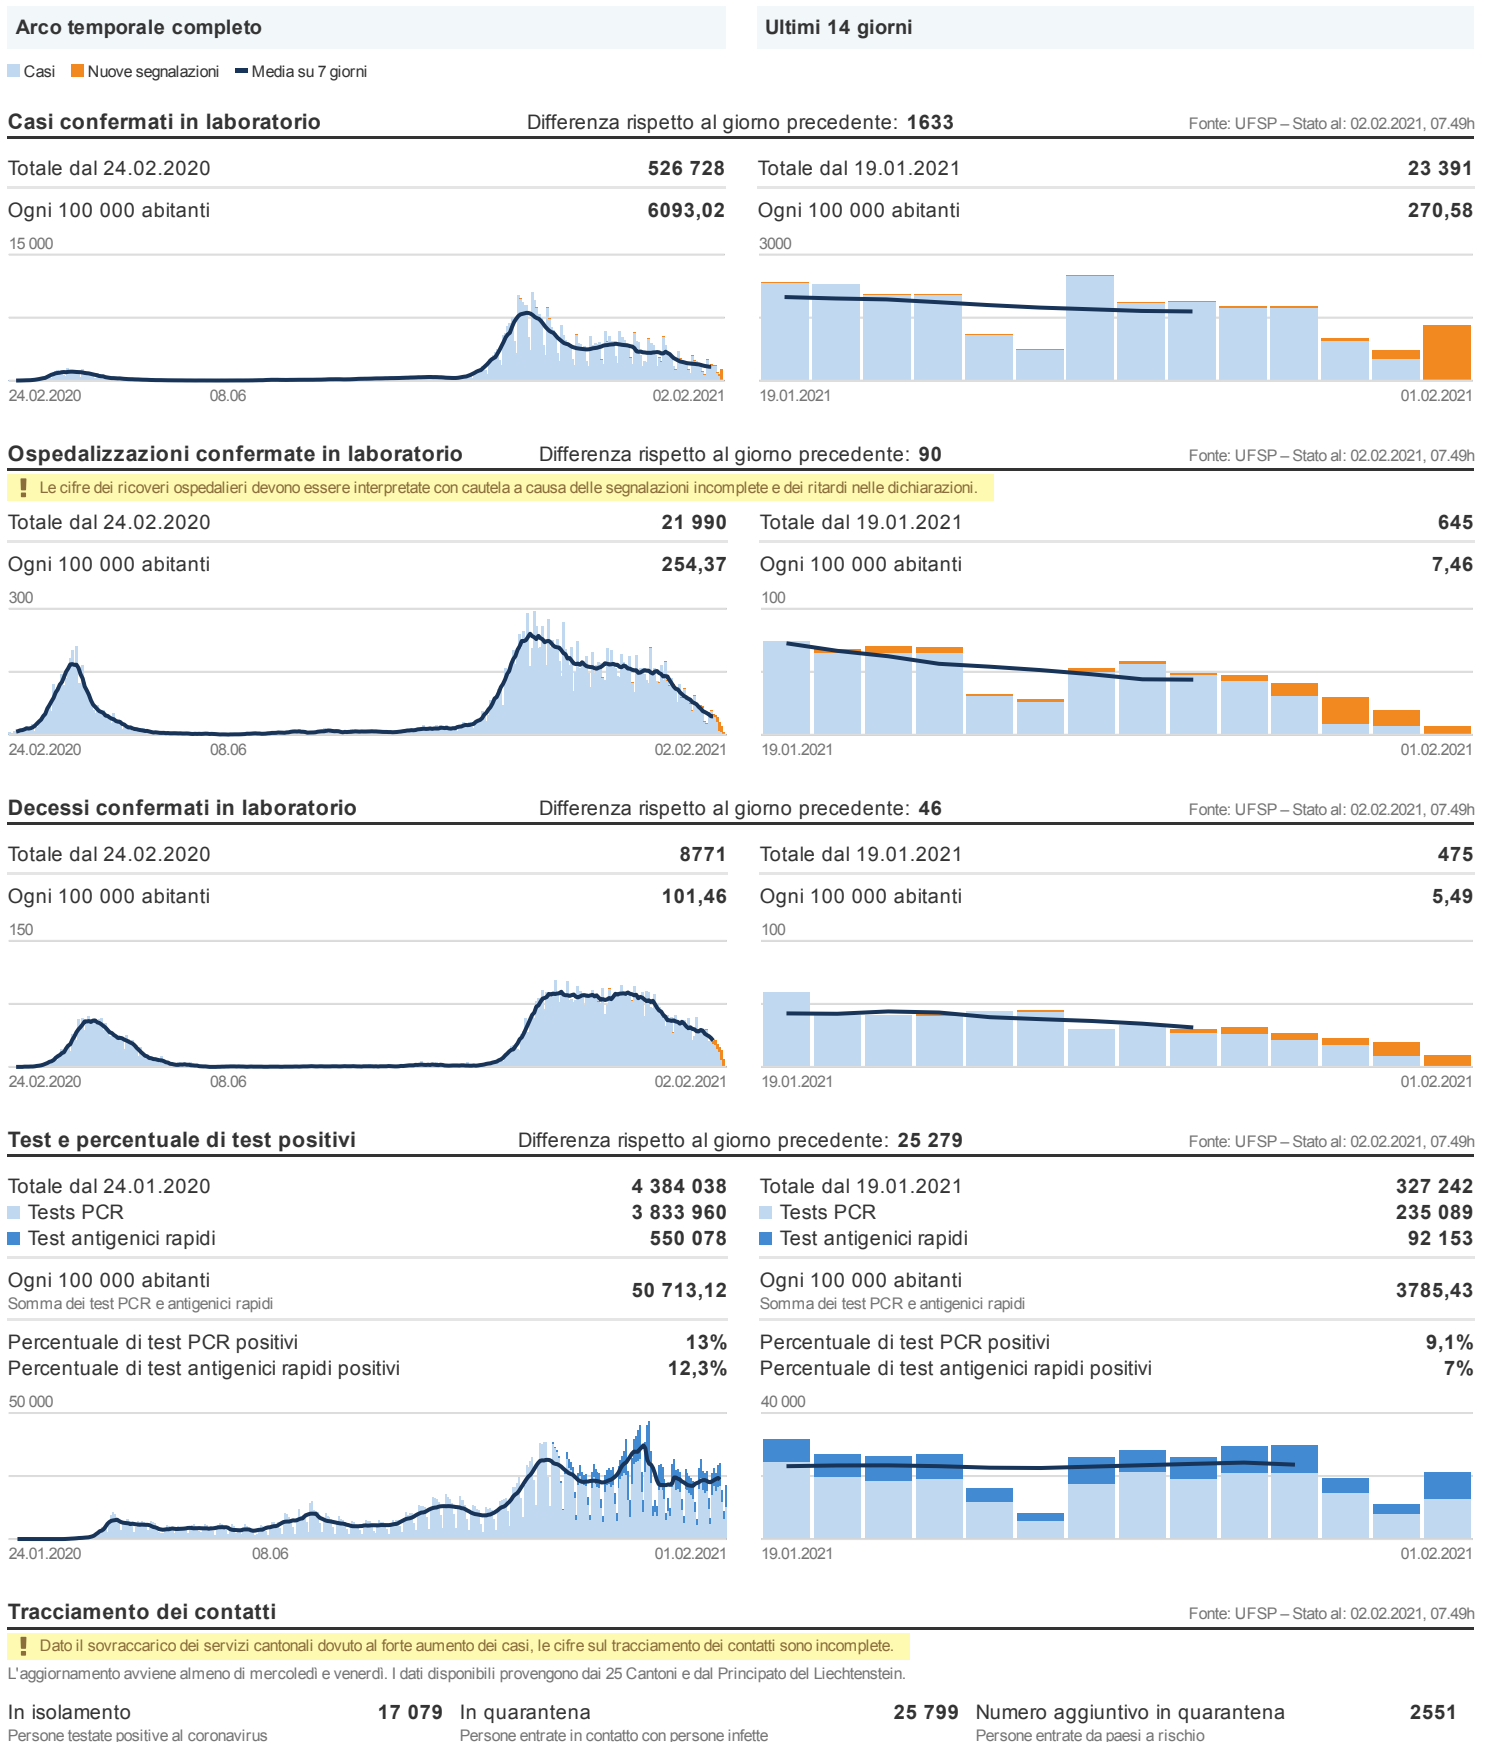 Arco temporale completo
Ultimi 14 giorni
Casi Nuove segnalazioni Media su 7 giorni
Casi confermati in laboratorio Differenza rispetto al giorno precedente: 1633 Fonte: UFSP – Stato al: 02.02.2021, 07.49h
Totale dal 24.02.2020 526 728
Ogni 100 000 abitanti 6093,02
15 000
24.02.2020 08.06 02.02.2021
Totale dal 19.01.2021 23 391
Ogni 100 000 abitanti 270,58
3000
19.01.2021 01.02.2021
Ospedalizzazioni confermate in laboratorio Differenza rispetto al giorno precedente: 90 Fonte: UFSP – Stato al: 02.02.2021, 07.49h
! Le cifre dei ricoveri ospedalieri devono essere interpretate con cautela a causa delle segnalazioni incomplete e dei ritardi nelle dichiarazioni.
Totale dal 24.02.2020 21 990
Ogni 100 000 abitanti 254,37
300
24.02.2020 08.06 02.02.2021
Totale dal 19.01.2021 645
Ogni 100 000 abitanti 7,46
100
19.01.2021 01.02.2021
Decessi confermati in laboratorio Differenza rispetto al giorno precedente: 46 Fonte: UFSP – Stato al: 02.02.2021, 07.49h
Totale dal 24.02.2020 8771
Ogni 100 000 abitanti 101,46
150
24.02.2020 08.06 02.02.2021
Totale dal 19.01.2021 475
Ogni 100 000 abitanti 5,49
100
19.01.2021 01.02.2021
Test e percentuale di test positivi Differenza rispetto al giorno precedente: 25 279 Fonte: UFSP – Stato al: 02.02.2021, 07.49h
Totale dal 24.01.2020 4 384 038
Tests PCR 3 833 960
Test antigenici rapidi 550 078
Ogni 100 000 abitanti 50 713,12
Somma dei test PCR e antigenici rapidi
Percentuale di test PCR positivi 13%
Percentuale di test antigenici rapidi positivi 12,3%
50 000
24.01.2020 08.06 01.02.2021
Totale dal 19.01.2021 327 242
Tests PCR 235 089
Test antigenici rapidi 92 153
Ogni 100 000 abitanti 3785,43
Somma dei test PCR e antigenici rapidi
Percentuale di test PCR positivi 9,1%
Percentuale di test antigenici rapidi positivi 7%
40 000
19.01.2021 01.02.2021
Tracciamento dei contatti Fonte: UFSP – Stato al: 02.02.2021, 07.49h
! Dato il sovraccarico dei servizi cantonali dovuto al forte aumento dei casi, le cifre sul tracciamento dei contatti sono incomplete.
L'aggiornamento avviene almeno di mercoledì e venerdì. I dati disponibili provengono dai 25 Cantoni e dal Principato del Liechtenstein.
In isolamento 17 079
Persone testate positive al coronavirus
In quarantena 25 799
Persone entrate in contatto con persone infette
Numero aggiuntivo in quarantena 2551
Persone entrate da paesi a rischio